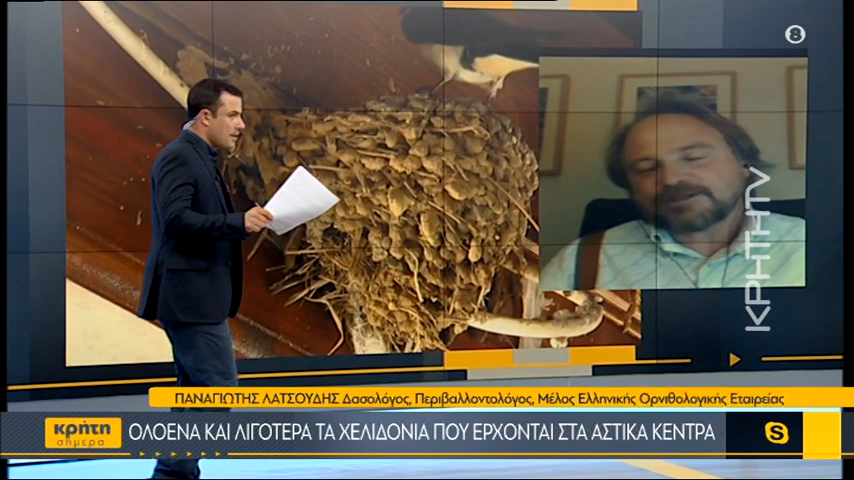 8
ΚΡΗΤΗTV
ΠΑΝΑΓΙΩΤΗΣ ΛΑΤΣΟΥΔΗΣ Δασολόγος, Περιβαλλοντολόγος, Μέλος Ελληνικής Ορνιθολογικής Εταιρείας
κρήτη
σήμερα
ΟΛΟΕΝΑ ΚΑΙ ΛΙΓΟΤΕΡΑ ΤΑ ΧΕΛΙΔΟΝΙΑ ΠΟΥ ΕΡΧΟΝΤΑΙ ΣΤΑ ΑΣΤΙΚΑ ΚΕΝΤΡΑ
S